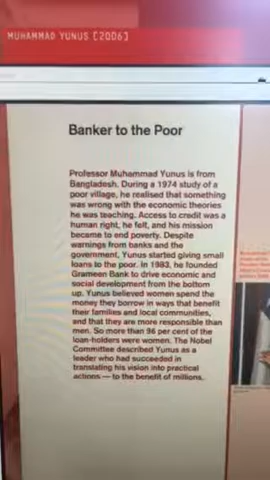 MUHAMMAD YUNUS [2006]
Banker to the Poor
Professor Muhammad Yunus is from
Bangladesh. During a 1974 study of a
poor village, he realised that something
was wrong with the economic theories
he was teaching. Access to credit was a
human right, he felt, and his mission
became to end poverty. Despite
warnings from banks and the
government, Yunus started giving small
loans to the poor. In 1983, he founded
Grameen Bank to drive economic and
social development from the bottom
up. Yunus believed women spend the
money they borrow in ways that benefit
their families and local communities,
and that they are more responsible than
men. So more than 96 per cent of the
loan-holders were women. The Nobel
Committee described Yunus as a
leader who had succeeded in
translating his vision into practical
actions — to the benefit of millions.